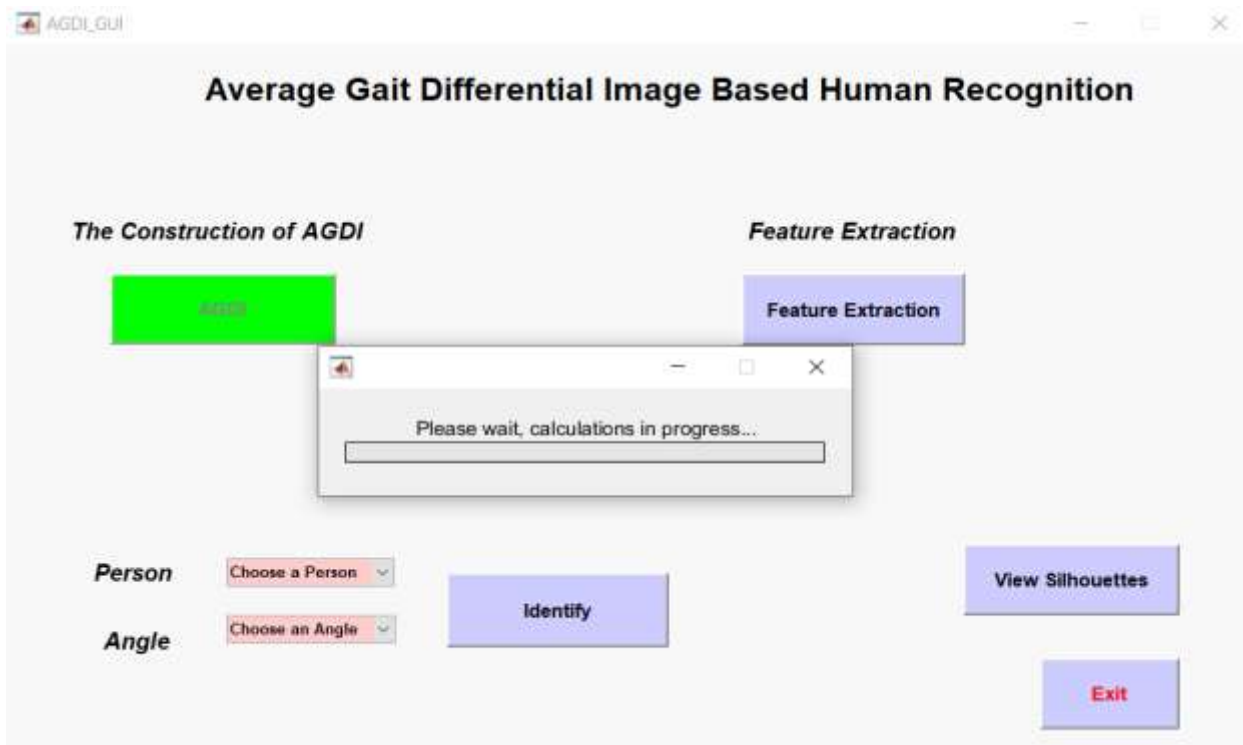 AGDI_GUI
Average Gait Differential Image Based Human Recognition
The Construction of AGDI
Feature Extraction
AGDI
Feature Extraction
Please wait, calculations in progress...
Person
Choose a Person
View Silhouettes
Identify
Angle
Choose an Angle
Exit